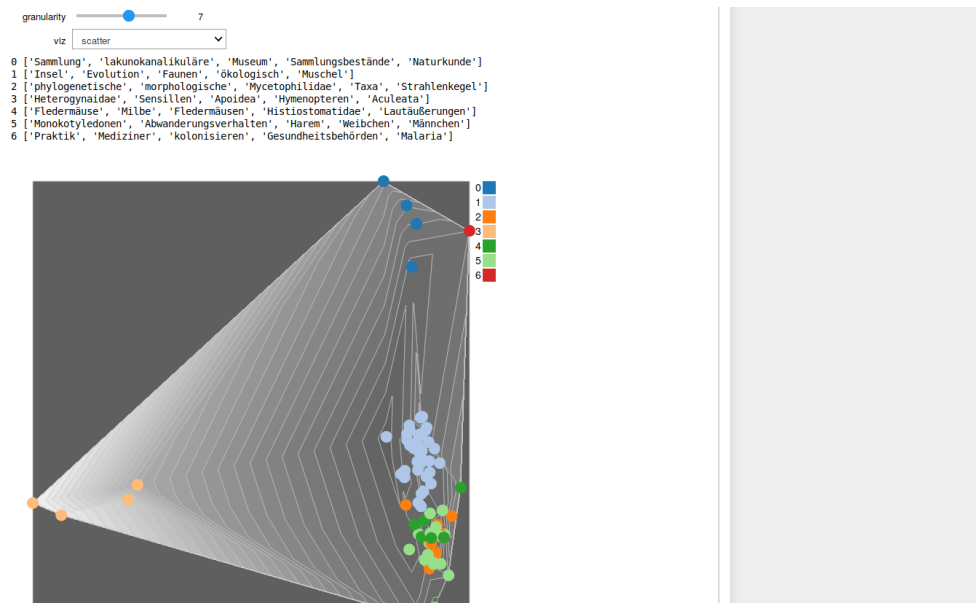 granularity 7
viz scatter
0 ['Sammlung', 'lakunokanalikuläre', 'Museum', 'Sammlungsbestände', 'Naturkunde']
1 ['Insel', 'Evolution', 'Faunen', 'ökologisch', 'Muschel']
2 ['phylogenetische', 'morphologische', 'Mycetophilidae', 'Taxa', 'Strahlenkegel']
3 ['Heterogynaidae', 'Sensillen', 'Apoidea', 'Hymenopteren', 'Aculeata']
4 ['Fledermäuse', 'Milbe', 'Fledermäusen', 'Histiostomatidae', 'Lautäußerungen']
5 ['Monokotyledonen', 'Abwanderungsverhalten', 'Harem', 'Weibchen', 'Männchen']
6 ['Praktik', 'Mediziner', 'kolonisieren', 'Gesundheitsbehörden', 'Malaria']
0
1
2
3
4
5
6